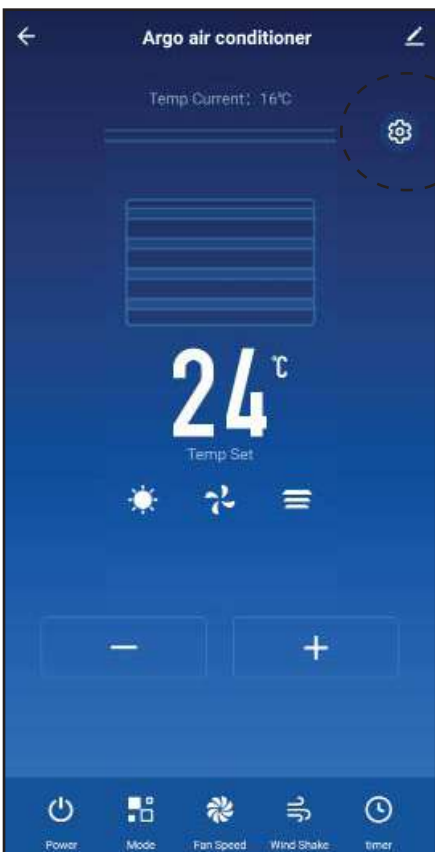 Argo air conditioner
Temp Current: 16°C
24 °C
Temp Set
Power Mode Fan Speed Wind Shake timer